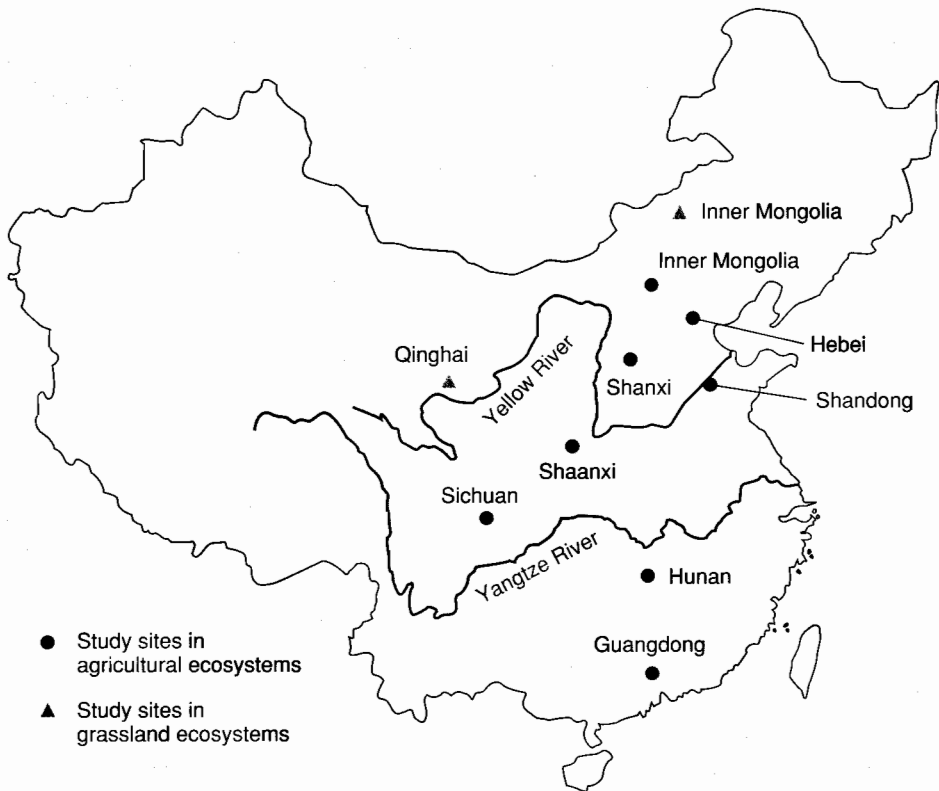 Inner Mongolia
Inner Mongolia
Hebei
Qinghai
Yellow River
Shanxi
Shandong
Shaanxi
Sichuan
Yangtze River
Hunan
Guangdong
Study sites in
agricultural ecosystems
Study sites in
grassland ecosystems